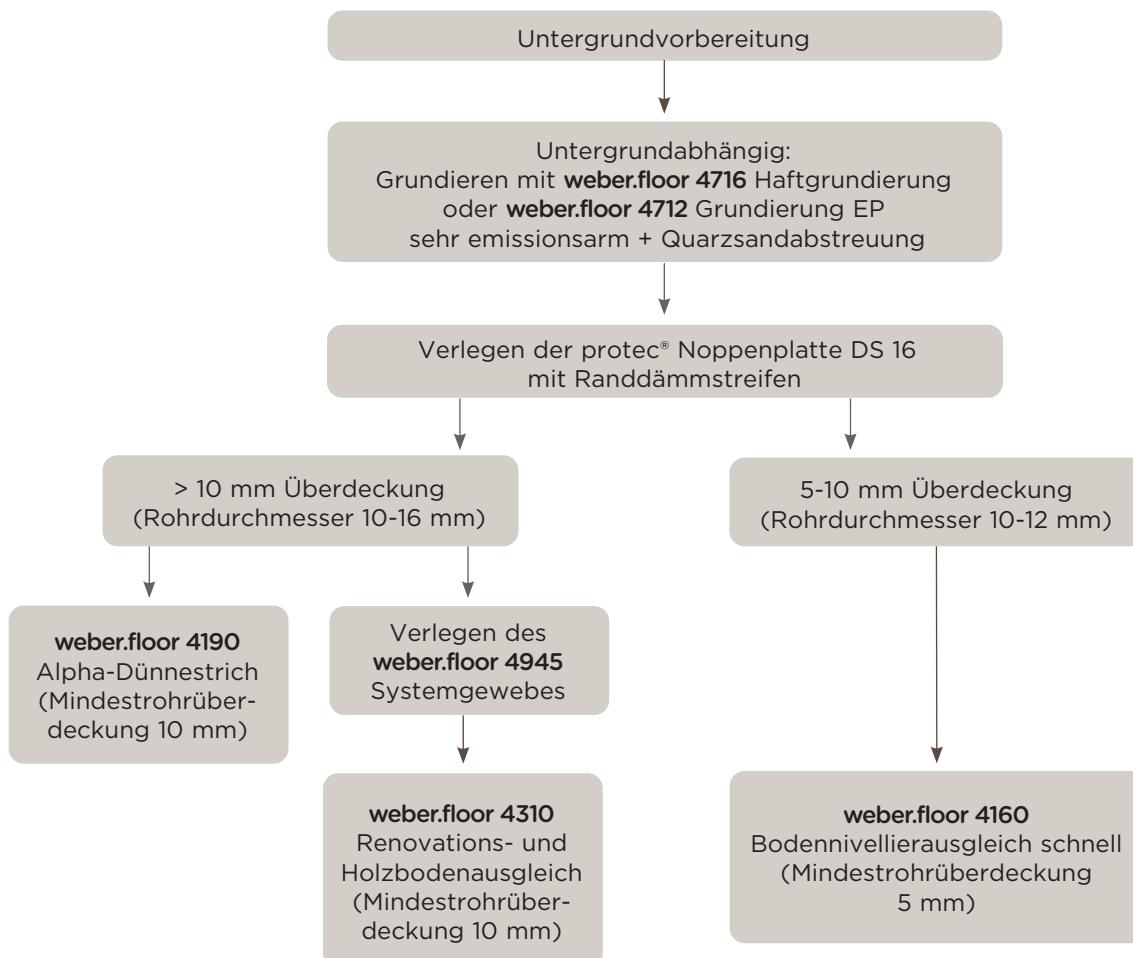 Untergrundvorbereitung
Untergrundabhängig:
Grundieren mit weber.floor 4716 Haftgrundierung
oder weber.floor 4712 Grundierung EP
sehr emissionsarm + Quarzsandabstreuung
Verlegen der protec® Noppenplatte DS 16
mit Randdämmstreifen
> 10 mm Überdeckung
(Rohrdurchmesser 10-16 mm)
5-10 mm Überdeckung
(Rohrdurchmesser 10-12 mm)
weber.floor 4190
Alpha-Dünnestrich
(Mindestrohrüber-
deckung 10 mm)
Verlegen des
weber.floor 4945
Systemgewebes
weber.floor 4310
Renovations- und
Holzbodenausgleich
(Mindestrohrüber-
deckung 10 mm)
weber.floor 4160
Bodennivellierausgleich schnell
(Mindestrohrüberdeckung
5 mm)